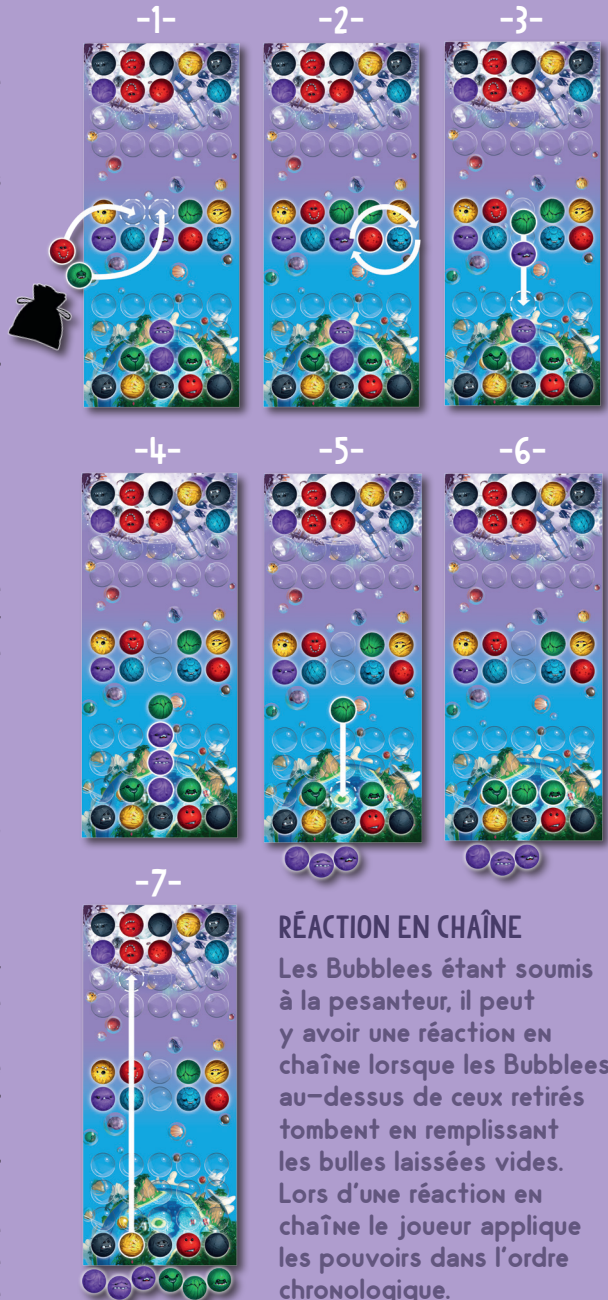 -1-
-2-
-3-
-4-
-5-
-6-
-7-
RÉACTION EN CHAÎNE
Les Bubblees étant soumis
à la pesanteur, il peut
y avoir une réaction en
chaîne lorsque les Bubblees
au-dessus de ceux retirés
tombent en remplissant
les bulles laissées vides.
Lors d'une réaction en
chaîne le joueur applique
les pouvoirs dans l'ordre
chronologique.